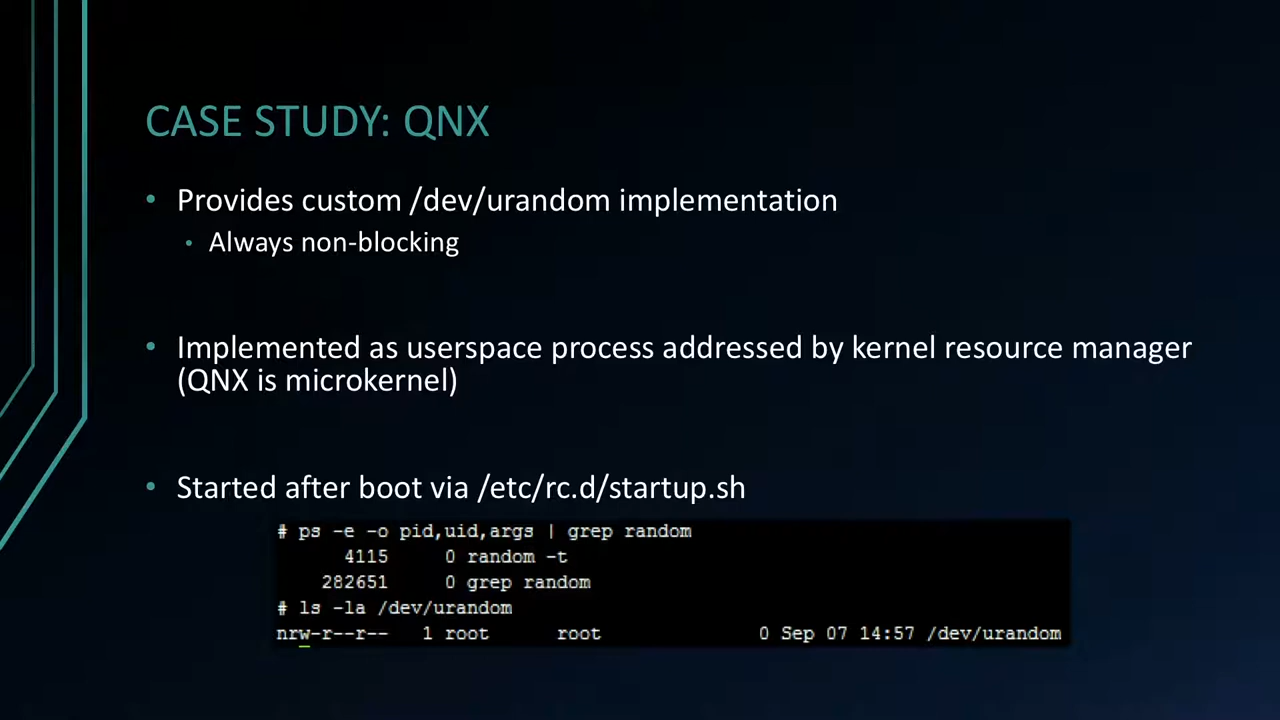 CASE STUDY: QNX
• Provides custom /dev/urandom implementation
• Always non-blocking
• Implemented as userspace process addressed by kernel resource manager
(QNX is microkernel)
• Started after boot via /etc/rc.d/startup.sh
# ps -e -o pid,uid,args | grep random
4115 0 random -t
282651 0 grep random
# ls -la /dev/urandom
nrw-r--r-- 1 root root 0 Sep 07 14:57 /dev/urandom